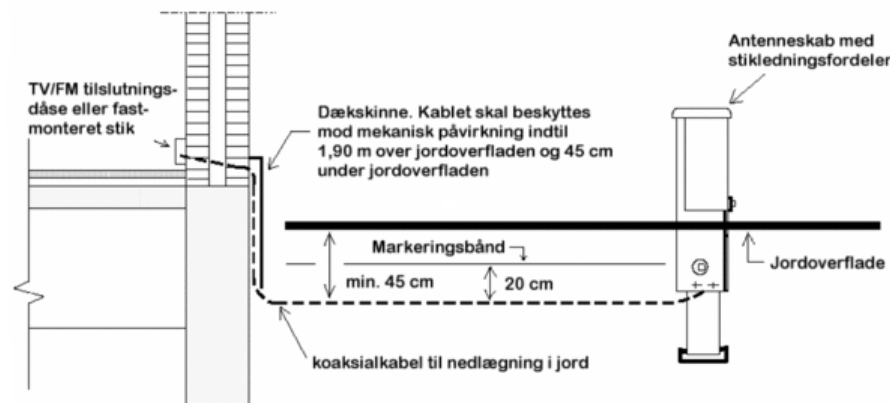 Antenneskab med
stikledningsfordeler
TV/FM tilslutnings-
dåse eller fast-
monteret stik
Dækskinne. Kablet skal beskyttes
mod mekanisk påvirkning indtil
1,90 m over jordoverfladen og 45 cm
under jordoverfladen
Markeringsbånd
Jordoverflade
min. 45 cm
20 cm
koaksialkabel til nedlægning i jord